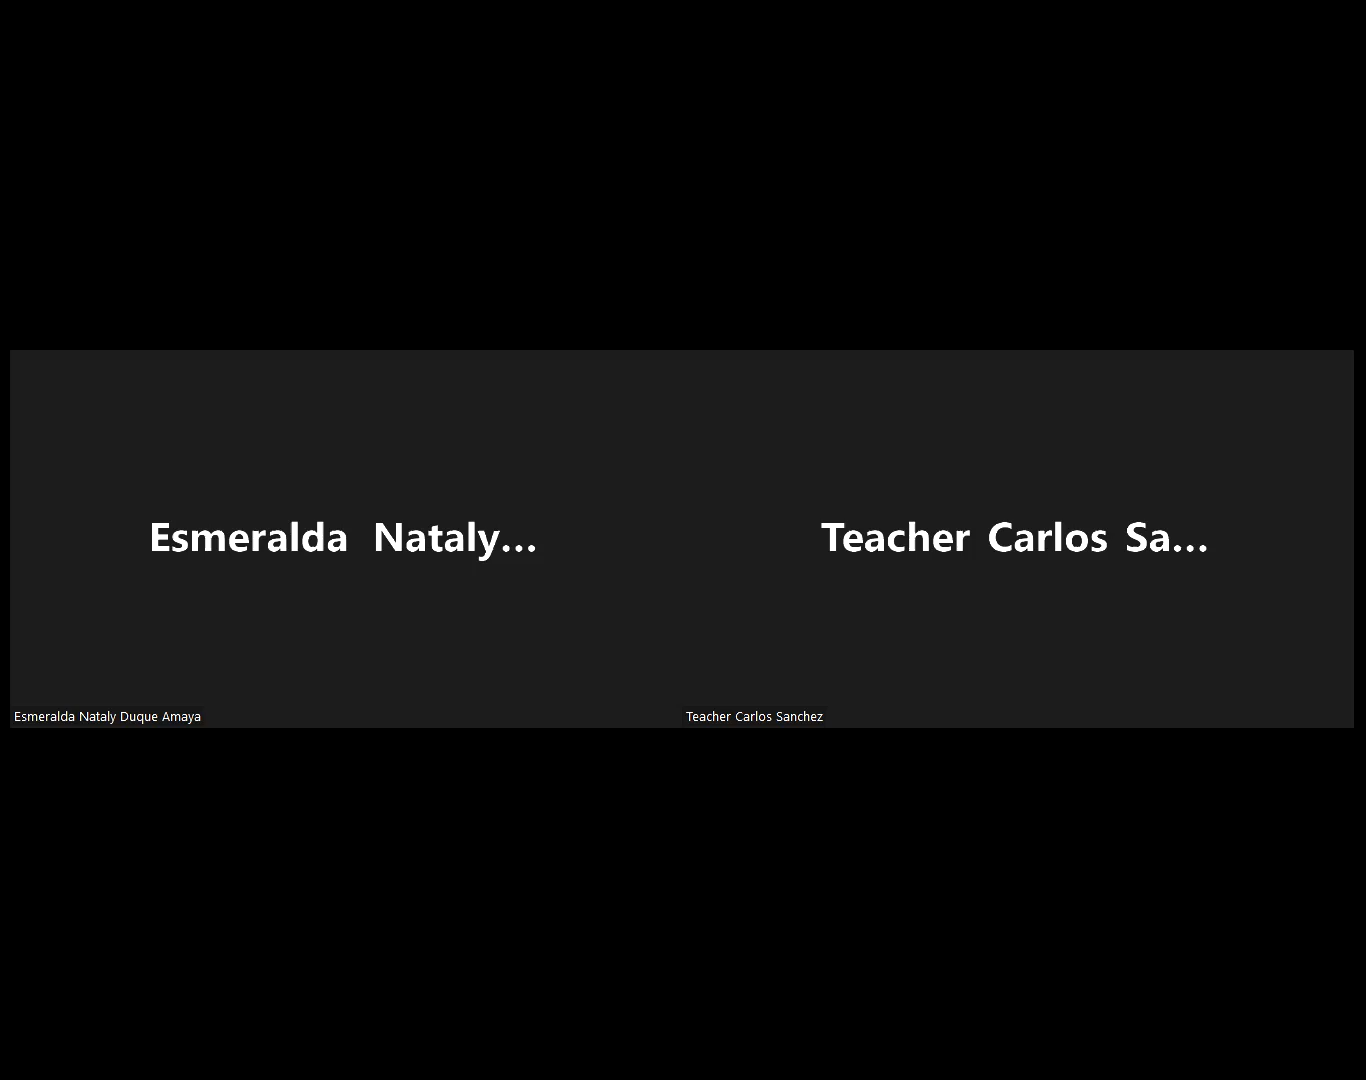 Esmeralda Nataly...
Teacher Carlos Sa...
Esmeralda Nataly Duque Amaya
Teacher Carlos Sanchez